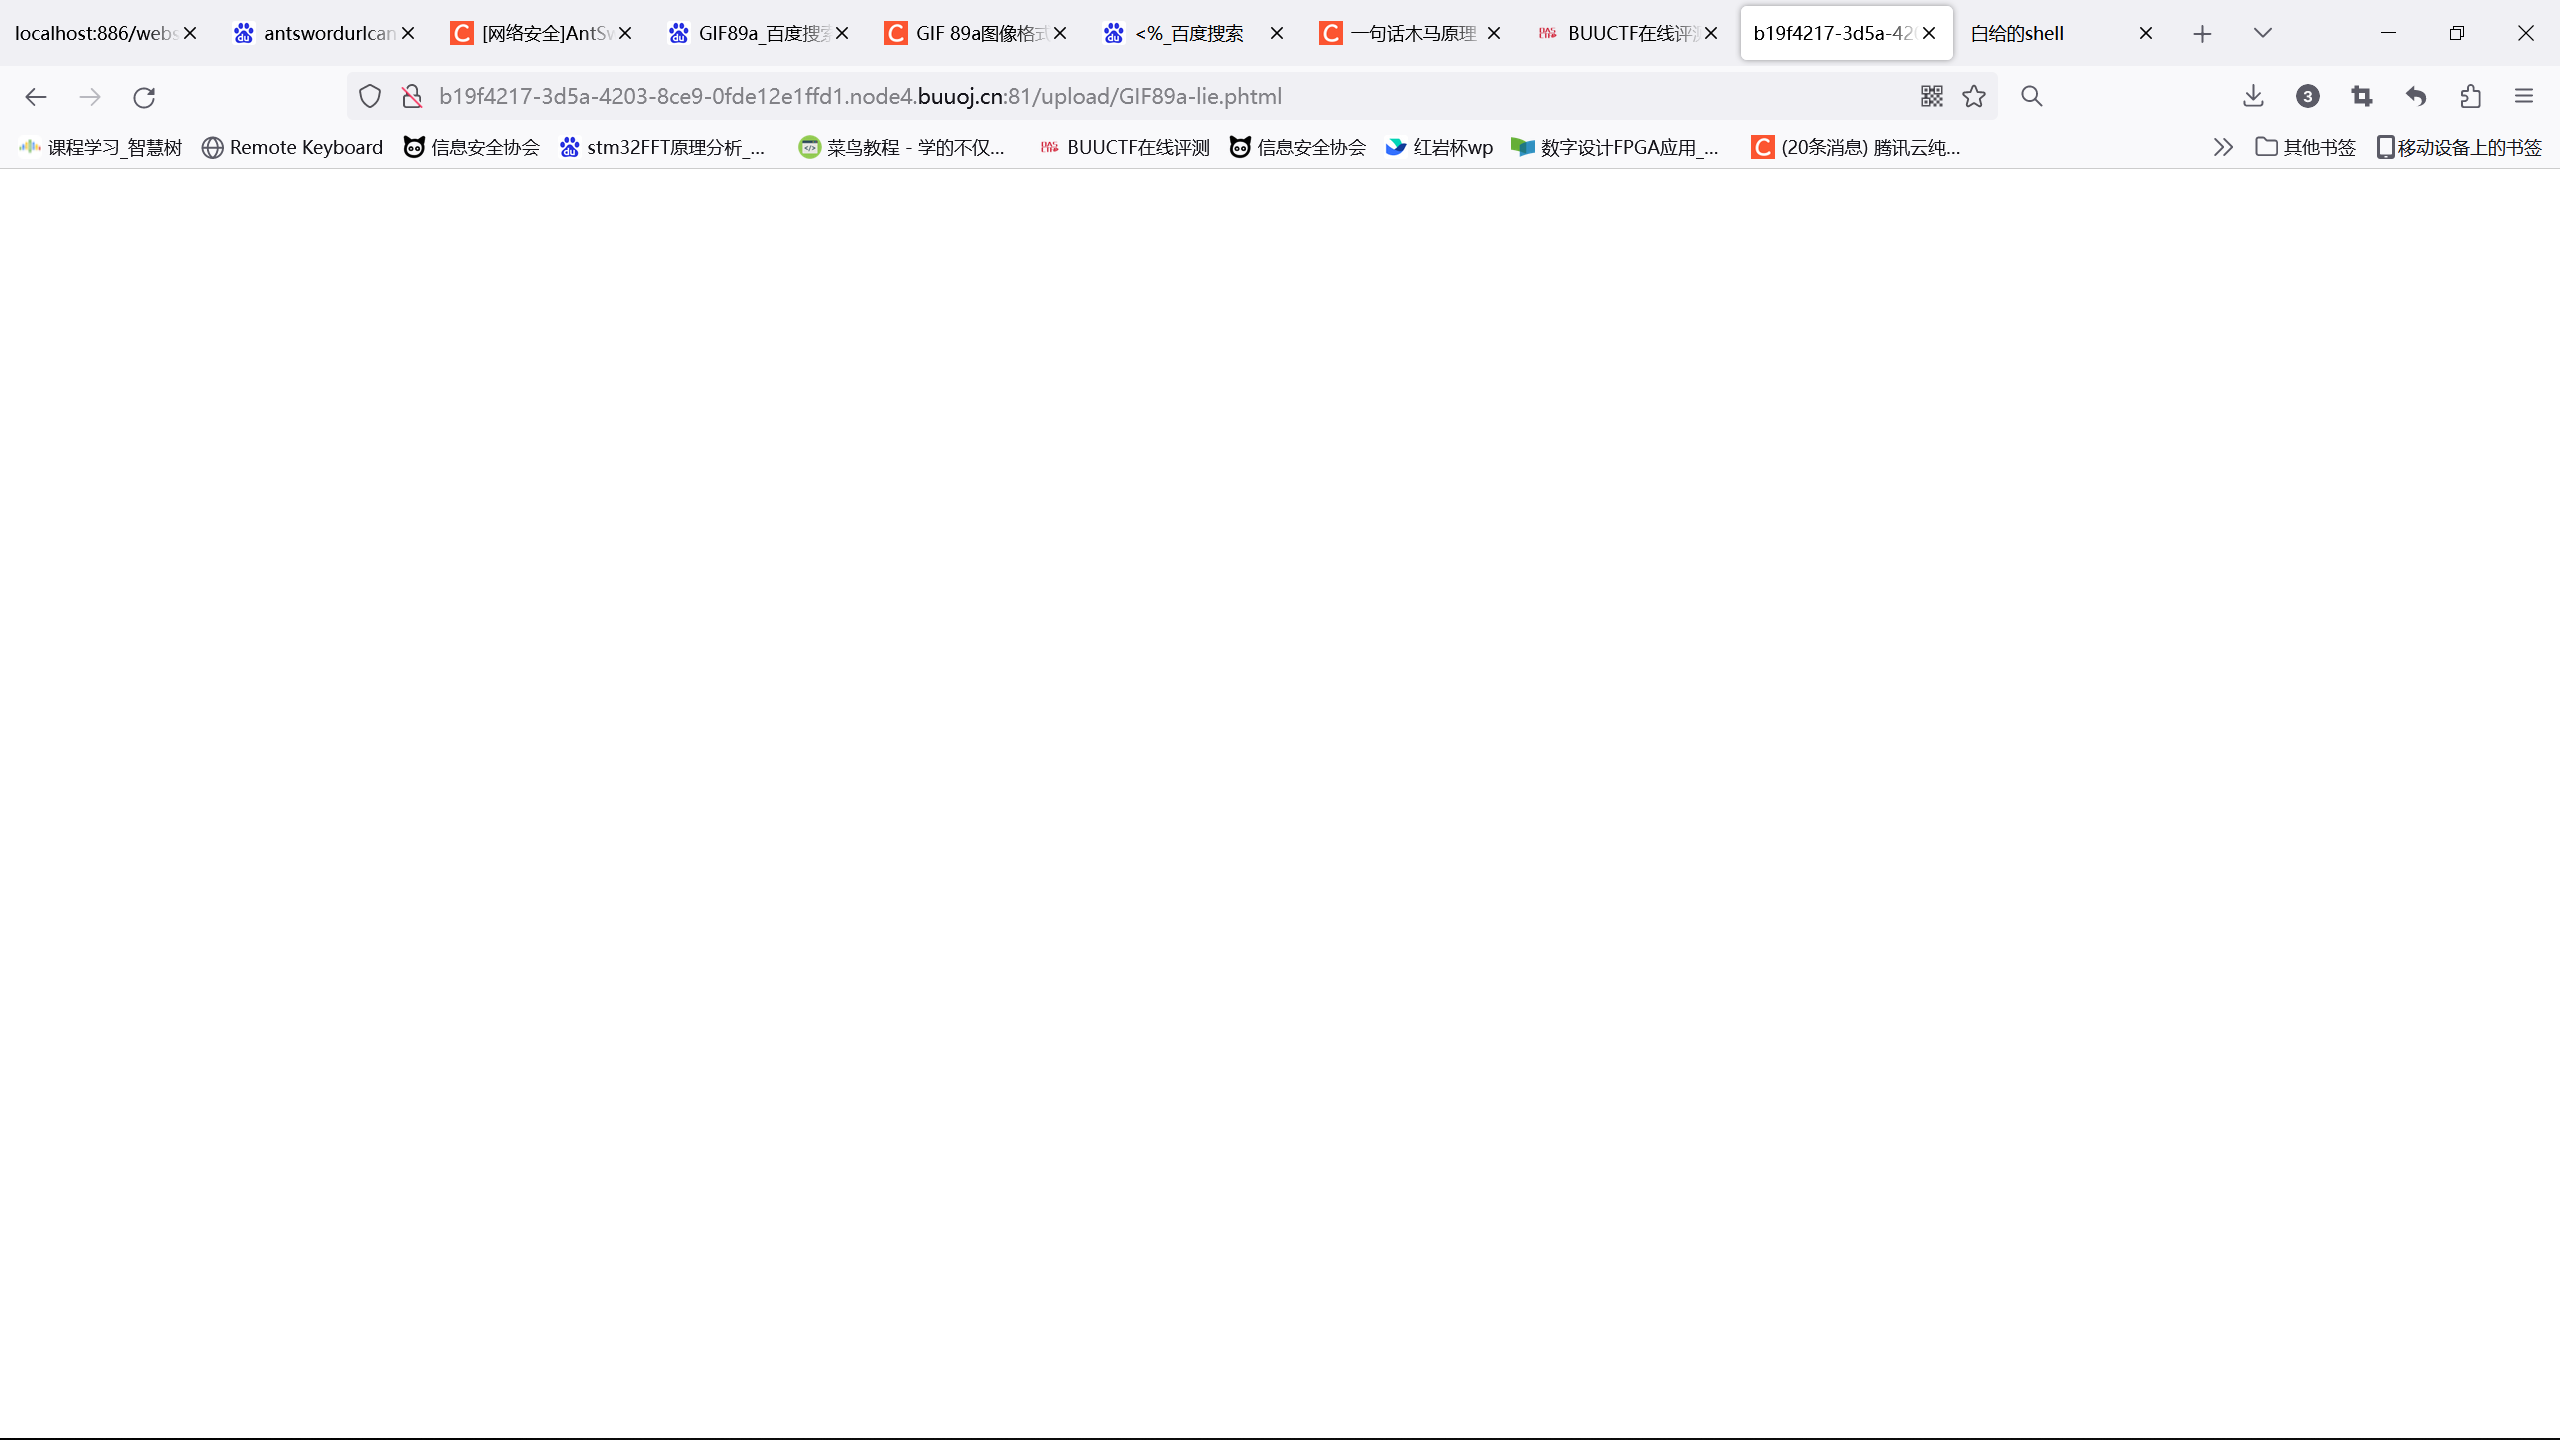 localhost:886/webs
antswordurlcan
[网络安全]AntSw
GIF89a_百度搜索
GIF 89a图像格式
<%_百度搜索
一句话木马原理
BUUCTF在线评测
b19f4217-3d5a-420
白给的shell
b19f4217-3d5a-4203-8ce9-0fde12e1ffd1.node4.buuoj.cn:81/upload/GIF89a-lie.phtml
3
课程学习_智慧树
Remote Keyboard
信息安全协会
stm32FFT原理分析_...
菜鸟教程 - 学的不仅...
BUUCTF在线评测
信息安全协会
红岩杯wp
数字设计FPGA应用_...
(20条消息) 腾讯云纯...
其他书签
移动设备上的书签